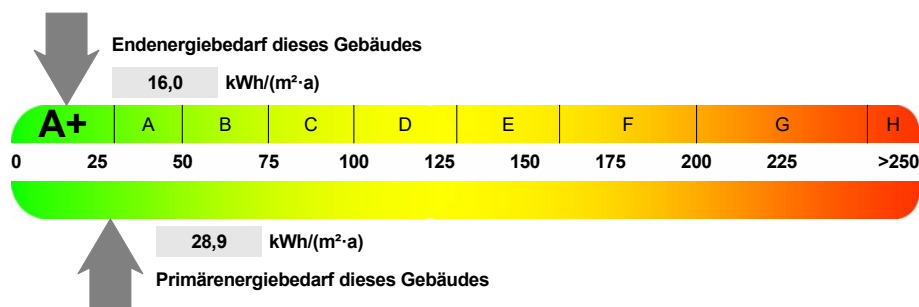 Endenergiebedarf dieses Gebäudes
16,0 kWh/(m²·a)
A+ A B C D E F G H
0 25 50 75 100 125 150 175 200 225 >250
28,9 kWh/(m²·a)
Primärenergiebedarf dieses Gebäudes